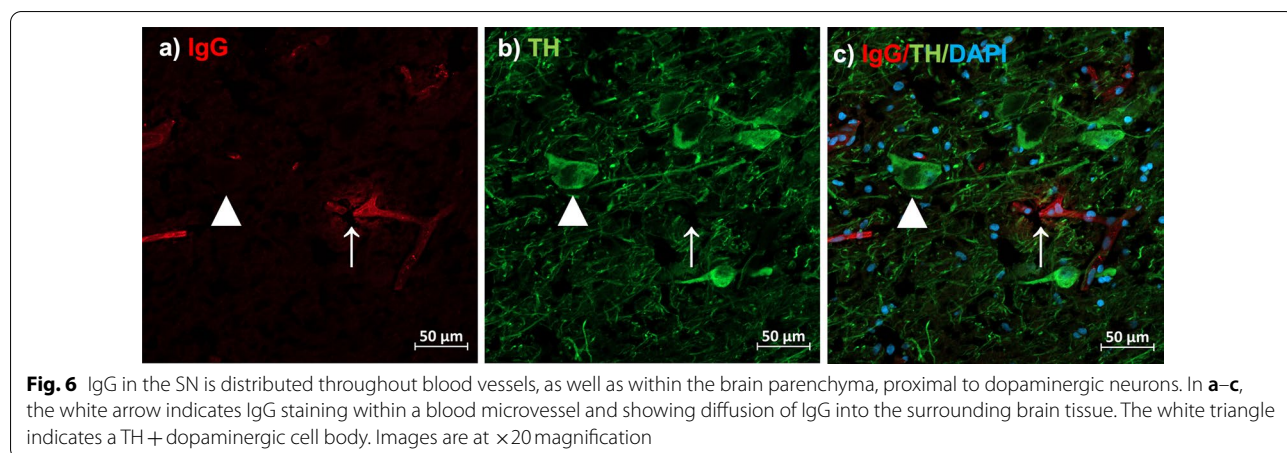 a) IgG
b) TH
c) IgG/TH/DAPI
50 µm
50 µm
50 µm
Fig. 6 IgG in the SN is distributed throughout blood vessels, as well as within the brain parenchyma, proximal to dopaminergic neurons. In a–c,
the white arrow indicates IgG staining within a blood microvessel and showing diffusion of IgG into the surrounding brain tissue. The white triangle
indicates a TH + dopaminergic cell body. Images are at ×20 magnification